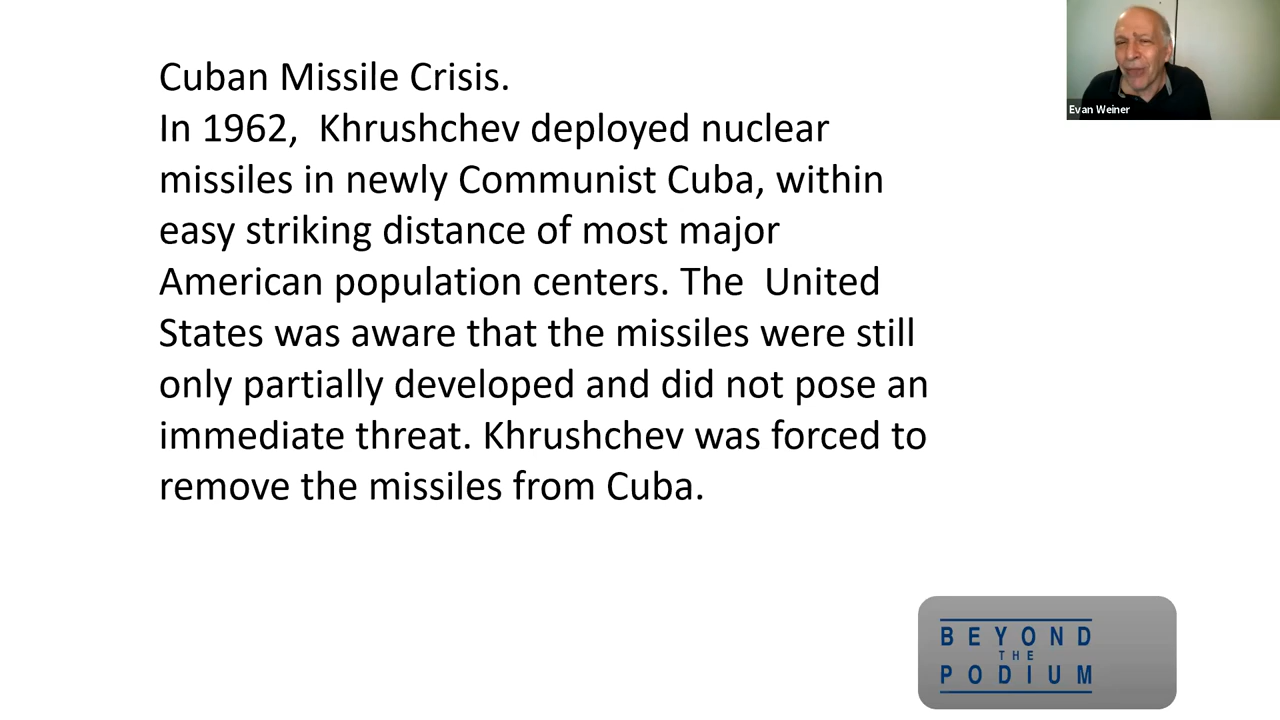 Cuban Missile Crisis.
In 1962,  Khrushchev deployed nuclear
missiles in newly Communist Cuba, within
easy striking distance of most major
American population centers. The  United
States was aware that the missiles were still
only partially developed and did not pose an
immediate threat. Khrushchev was forced to
remove the missiles from Cuba.
Evan Weiner
BEYOND
THE
PODIUM